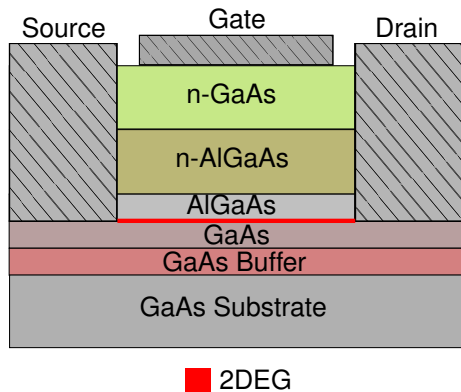 Source Gate Drain
n-GaAs
n-AlGaAs
AlGaAs
GaAs
GaAs Buffer
GaAs Substrate
2DEG